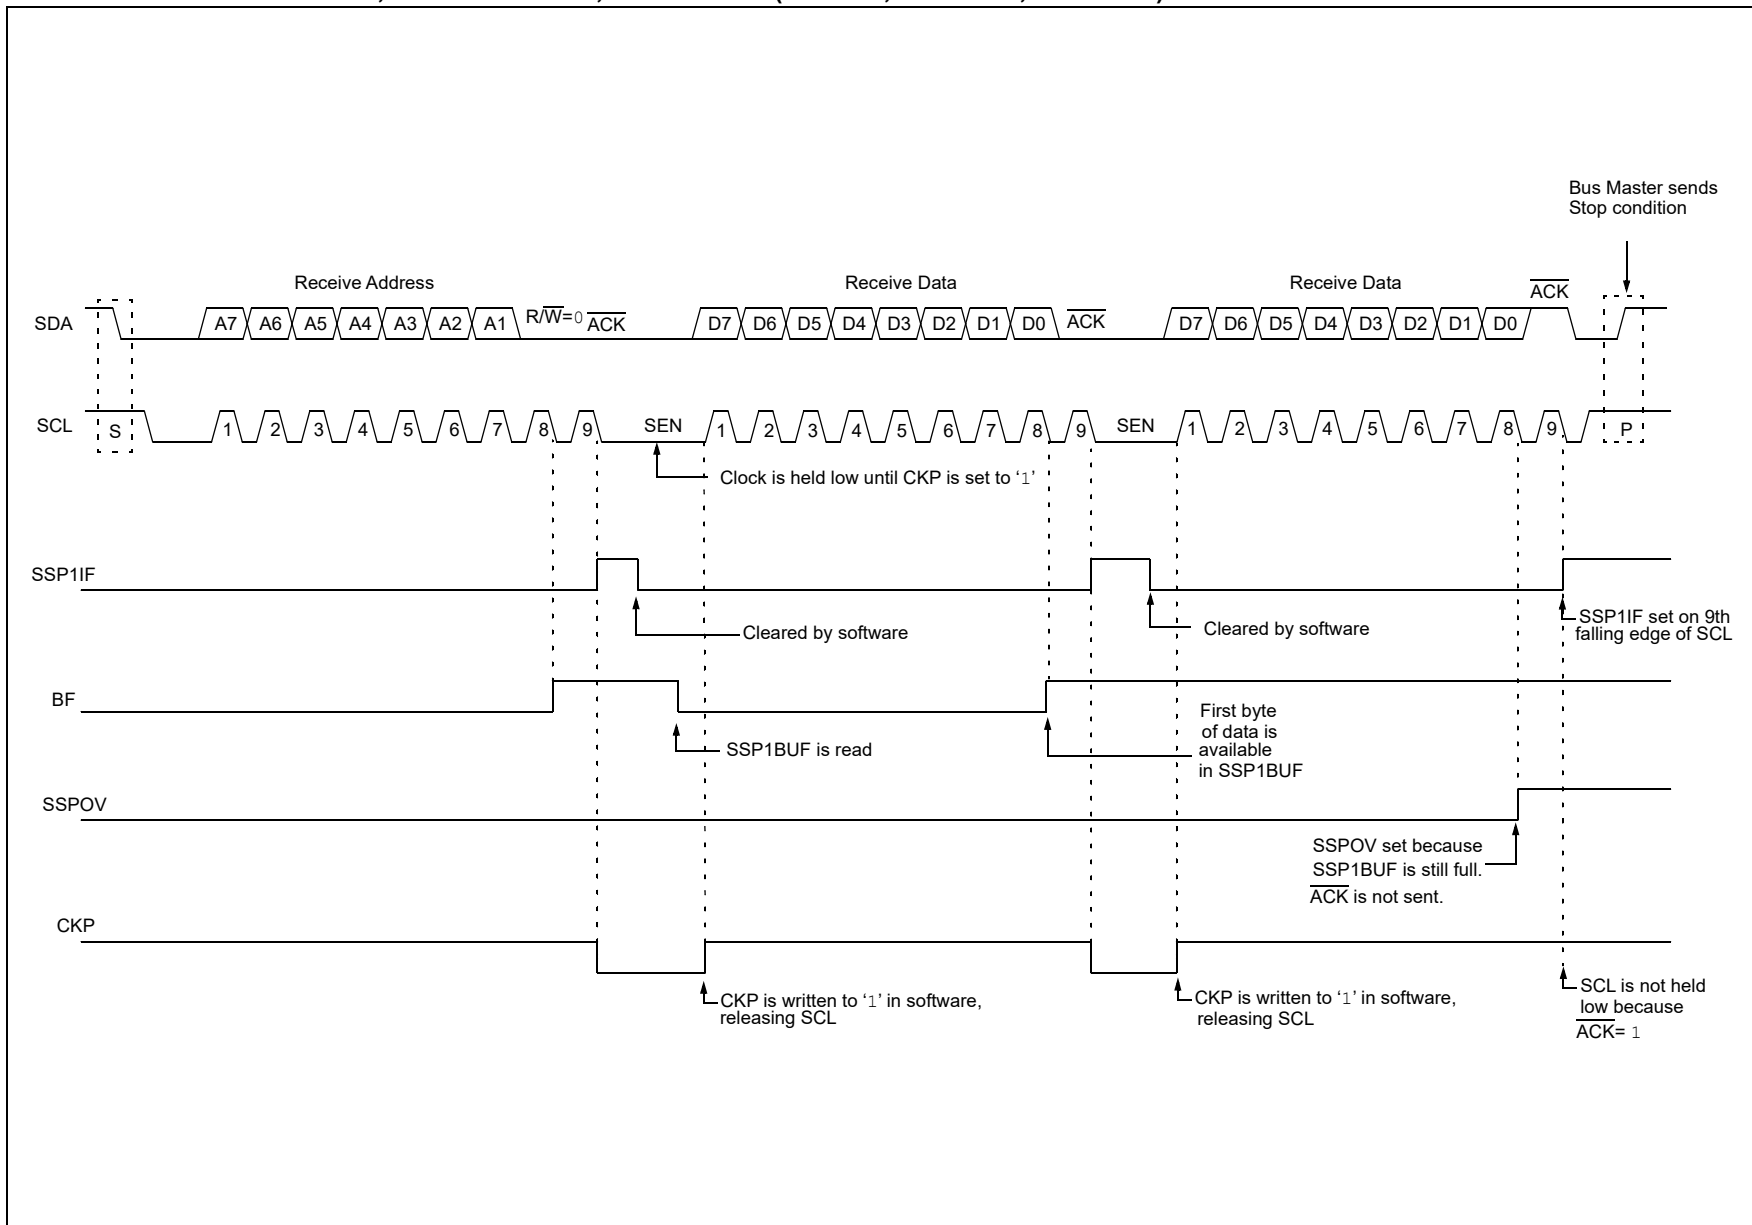 Bus Master sends
Stop condition
Receive Address
Receive Data
Receive Data
ACK
SDA
A7 A6 A5 A4 A3 A2 A1 R/W=0 ACK
D7 D6 D5 D4 D3 D2 D1 D0 ACK
D7 D6 D5 D4 D3 D2 D1 D0
SCL
S
1 2 3 4 5 6 7 8 9 SEN
1 2 3 4 5 6 7 8 9 SEN
1 2 3 4 5 6 7 8 9 P
Clock is held low until CKP is set to ‘1’
SSP1IF
Cleared by software
Cleared by software
SSP1IF set on 9th
falling edge of SCL
BF
SSP1BUF is read
First byte
of data is
available
in SSP1BUF
SSPOV
SSPOV set because
SSP1BUF is still full.
ACK is not sent.
CKP
CKP is written to ‘1’ in software,
releasing SCL
CKP is written to ‘1’ in software,
releasing SCL
SCL is not held
low because
ACK= 1